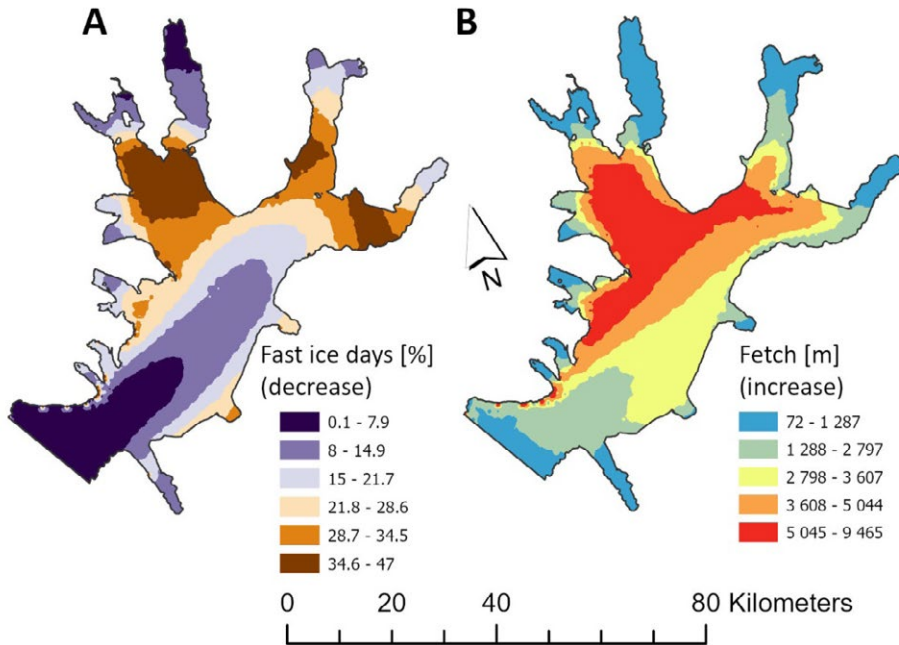 A
B
N
Fast ice days [%]
(decrease)
0.1 - 7.9
8 - 14.9
15 - 21.7
21.8 - 28.6
28.7 - 34.5
34.6 - 47
Fetch [m]
(increase)
72 - 1 287
1 288 - 2 797
2 798 - 3 607
3 608 - 5 044
5 045 - 9 465
0 20 40 80 Kilometers